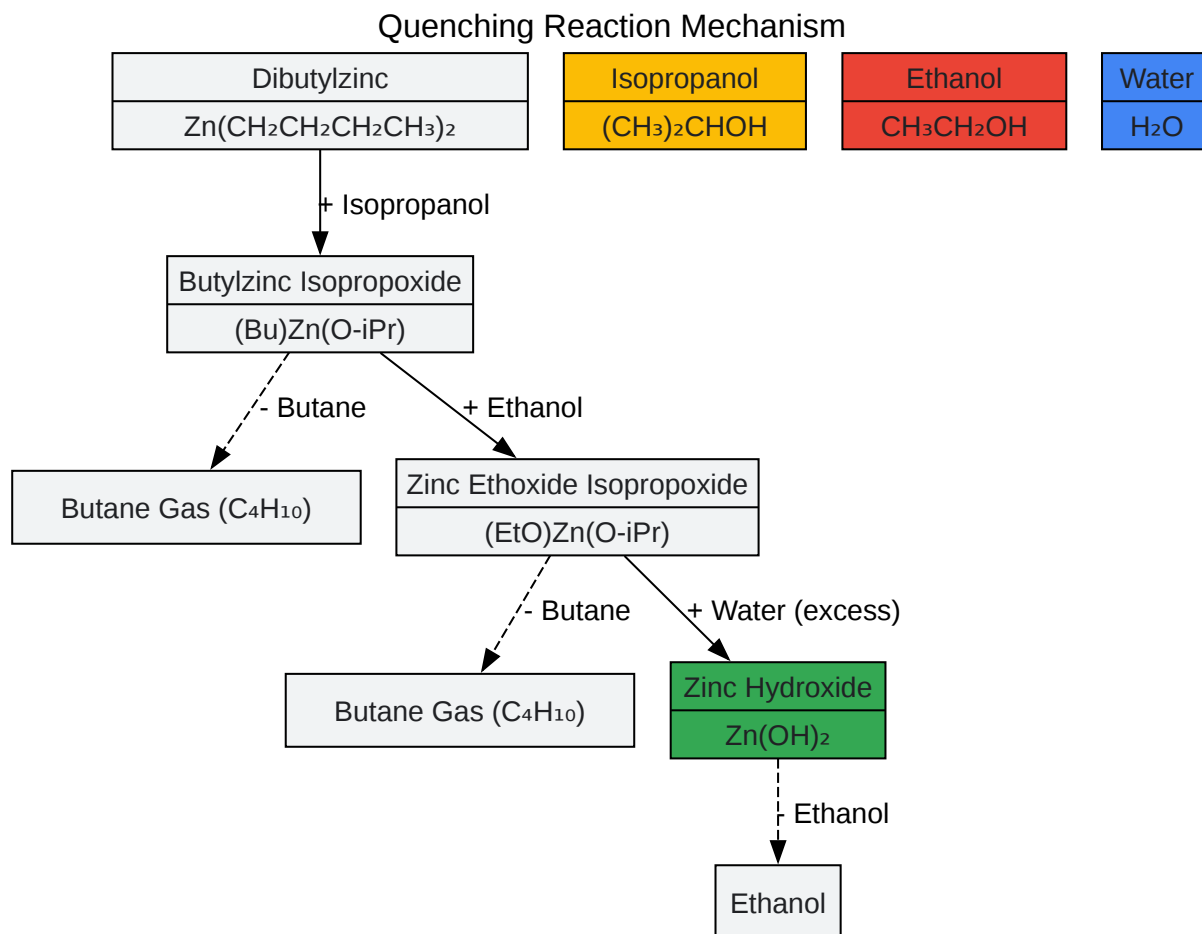 Quenching Reaction Mechanism
Dibutylzinc
Zn(CH₂CH₂CH₂CH₃)₂
Isopropanol
(CH₃)₂CHOH
Ethanol
CH₃CH₂OH
Water
H₂O
+ Isopropanol
Butylzinc Isopropoxide
(Bu)Zn(O-iPr)
- Butane
+ Ethanol
Butane Gas (C₄H₁₀)
Zinc Ethoxide Isopropoxide
(EtO)Zn(O-iPr)
- Butane
+ Water (excess)
Butane Gas (C₄H₁₀)
Zinc Hydroxide
Zn(OH)₂
- Ethanol
Ethanol